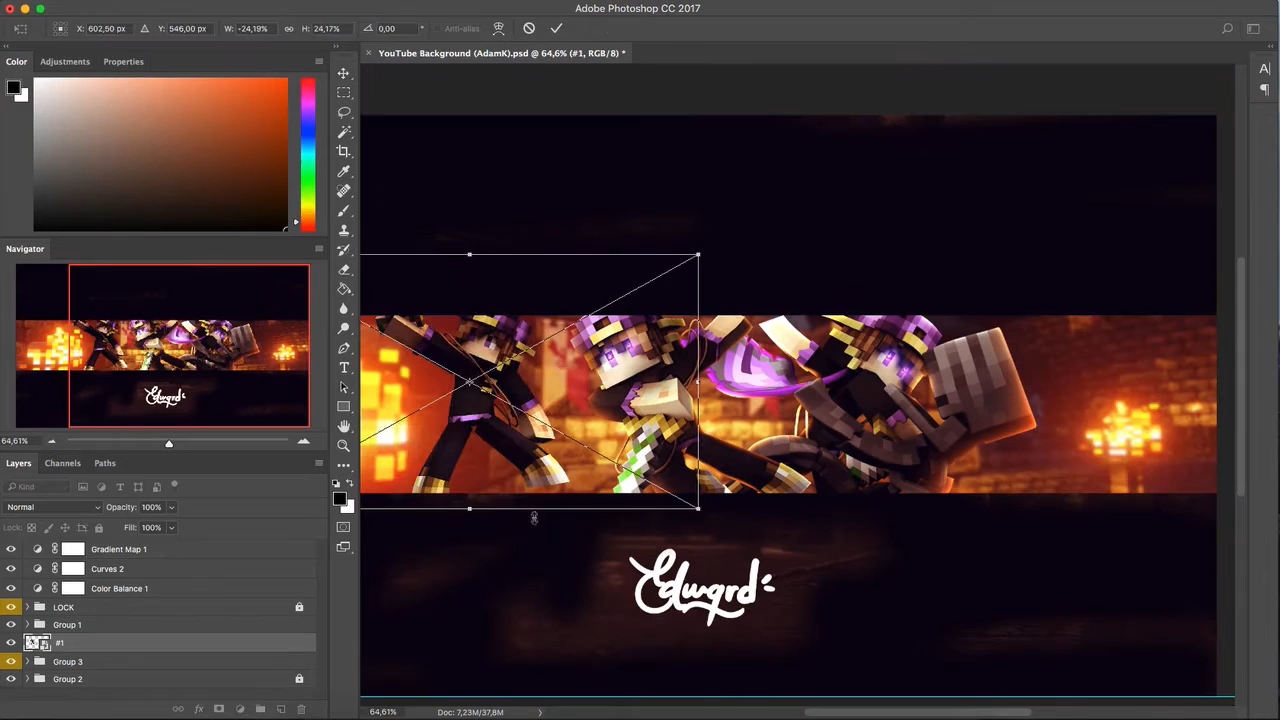 Adobe Photoshop CC 2017
X: 602,50 px Y: 546,00 px W: -24,19% H: 24,17% 0,00 ° Anti-alias
Color Adjustments Properties
YouTube Background (AdamK).psd @ 64,6% (#1, RGB/8) *
Navigator
64,61%
Layers Channels Paths
Kind
Normal Opacity: 100%
Lock: Fill: 100%
Gradient Map 1
Curves 2
Color Balance 1
LOCK
Group 1
#1
Group 3
Group 2
Edwqrd
64,61% Doc: 7,23M/37,8M